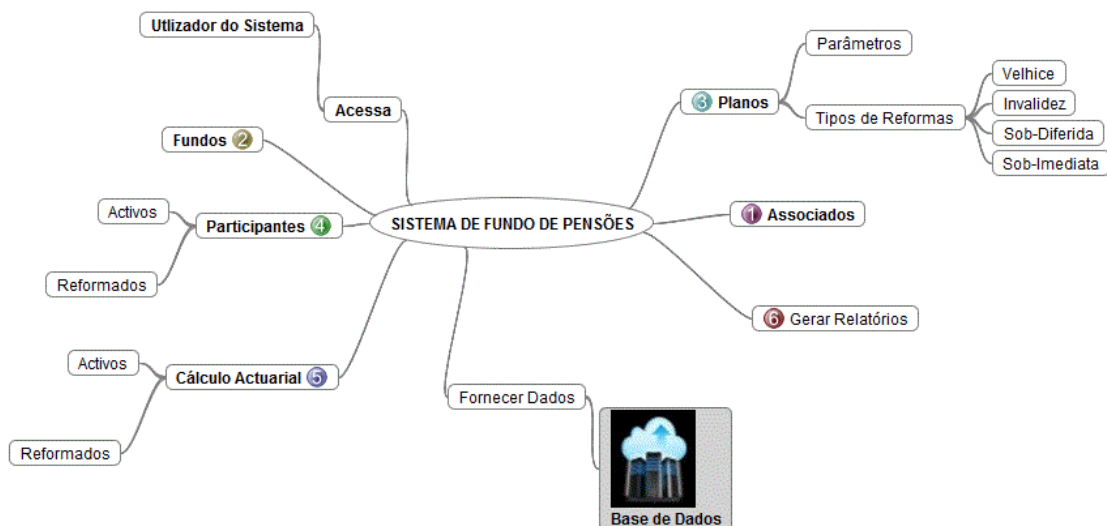 Utlizador do Sistema
Acessa
Fundos 2
Activos
Participantes 4
Reformados
Activos
Cálculo Actuarial 5
Reformados
SISTEMA DE FUNDO DE PENSÕES
Parâmetros
3 Planos
Tipos de Reformas
Velhice
Invalidez
Sob-Diferida
Sob-Imediata
1 Associados
6 Gerar Relatórios
Fornecer Dados
Base de Dados